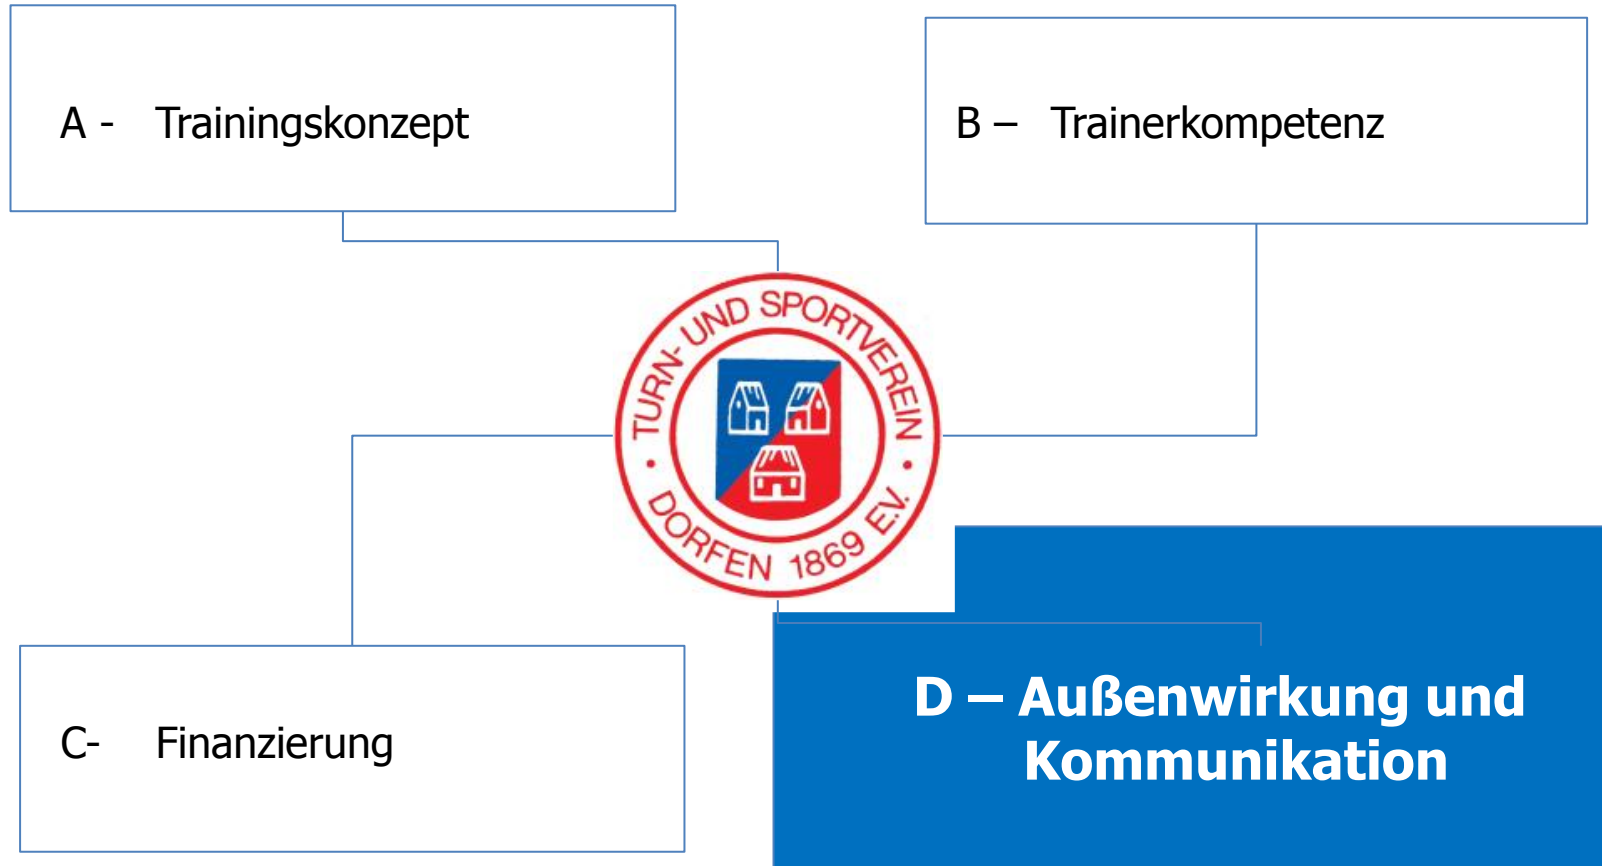 A - Trainingskonzept
B – Trainerkompetenz
TURN- UND SPORTVEREIN
• DORFEN 1869 E.V. •
C- Finanzierung
D – Außenwirkung und
Kommunikation